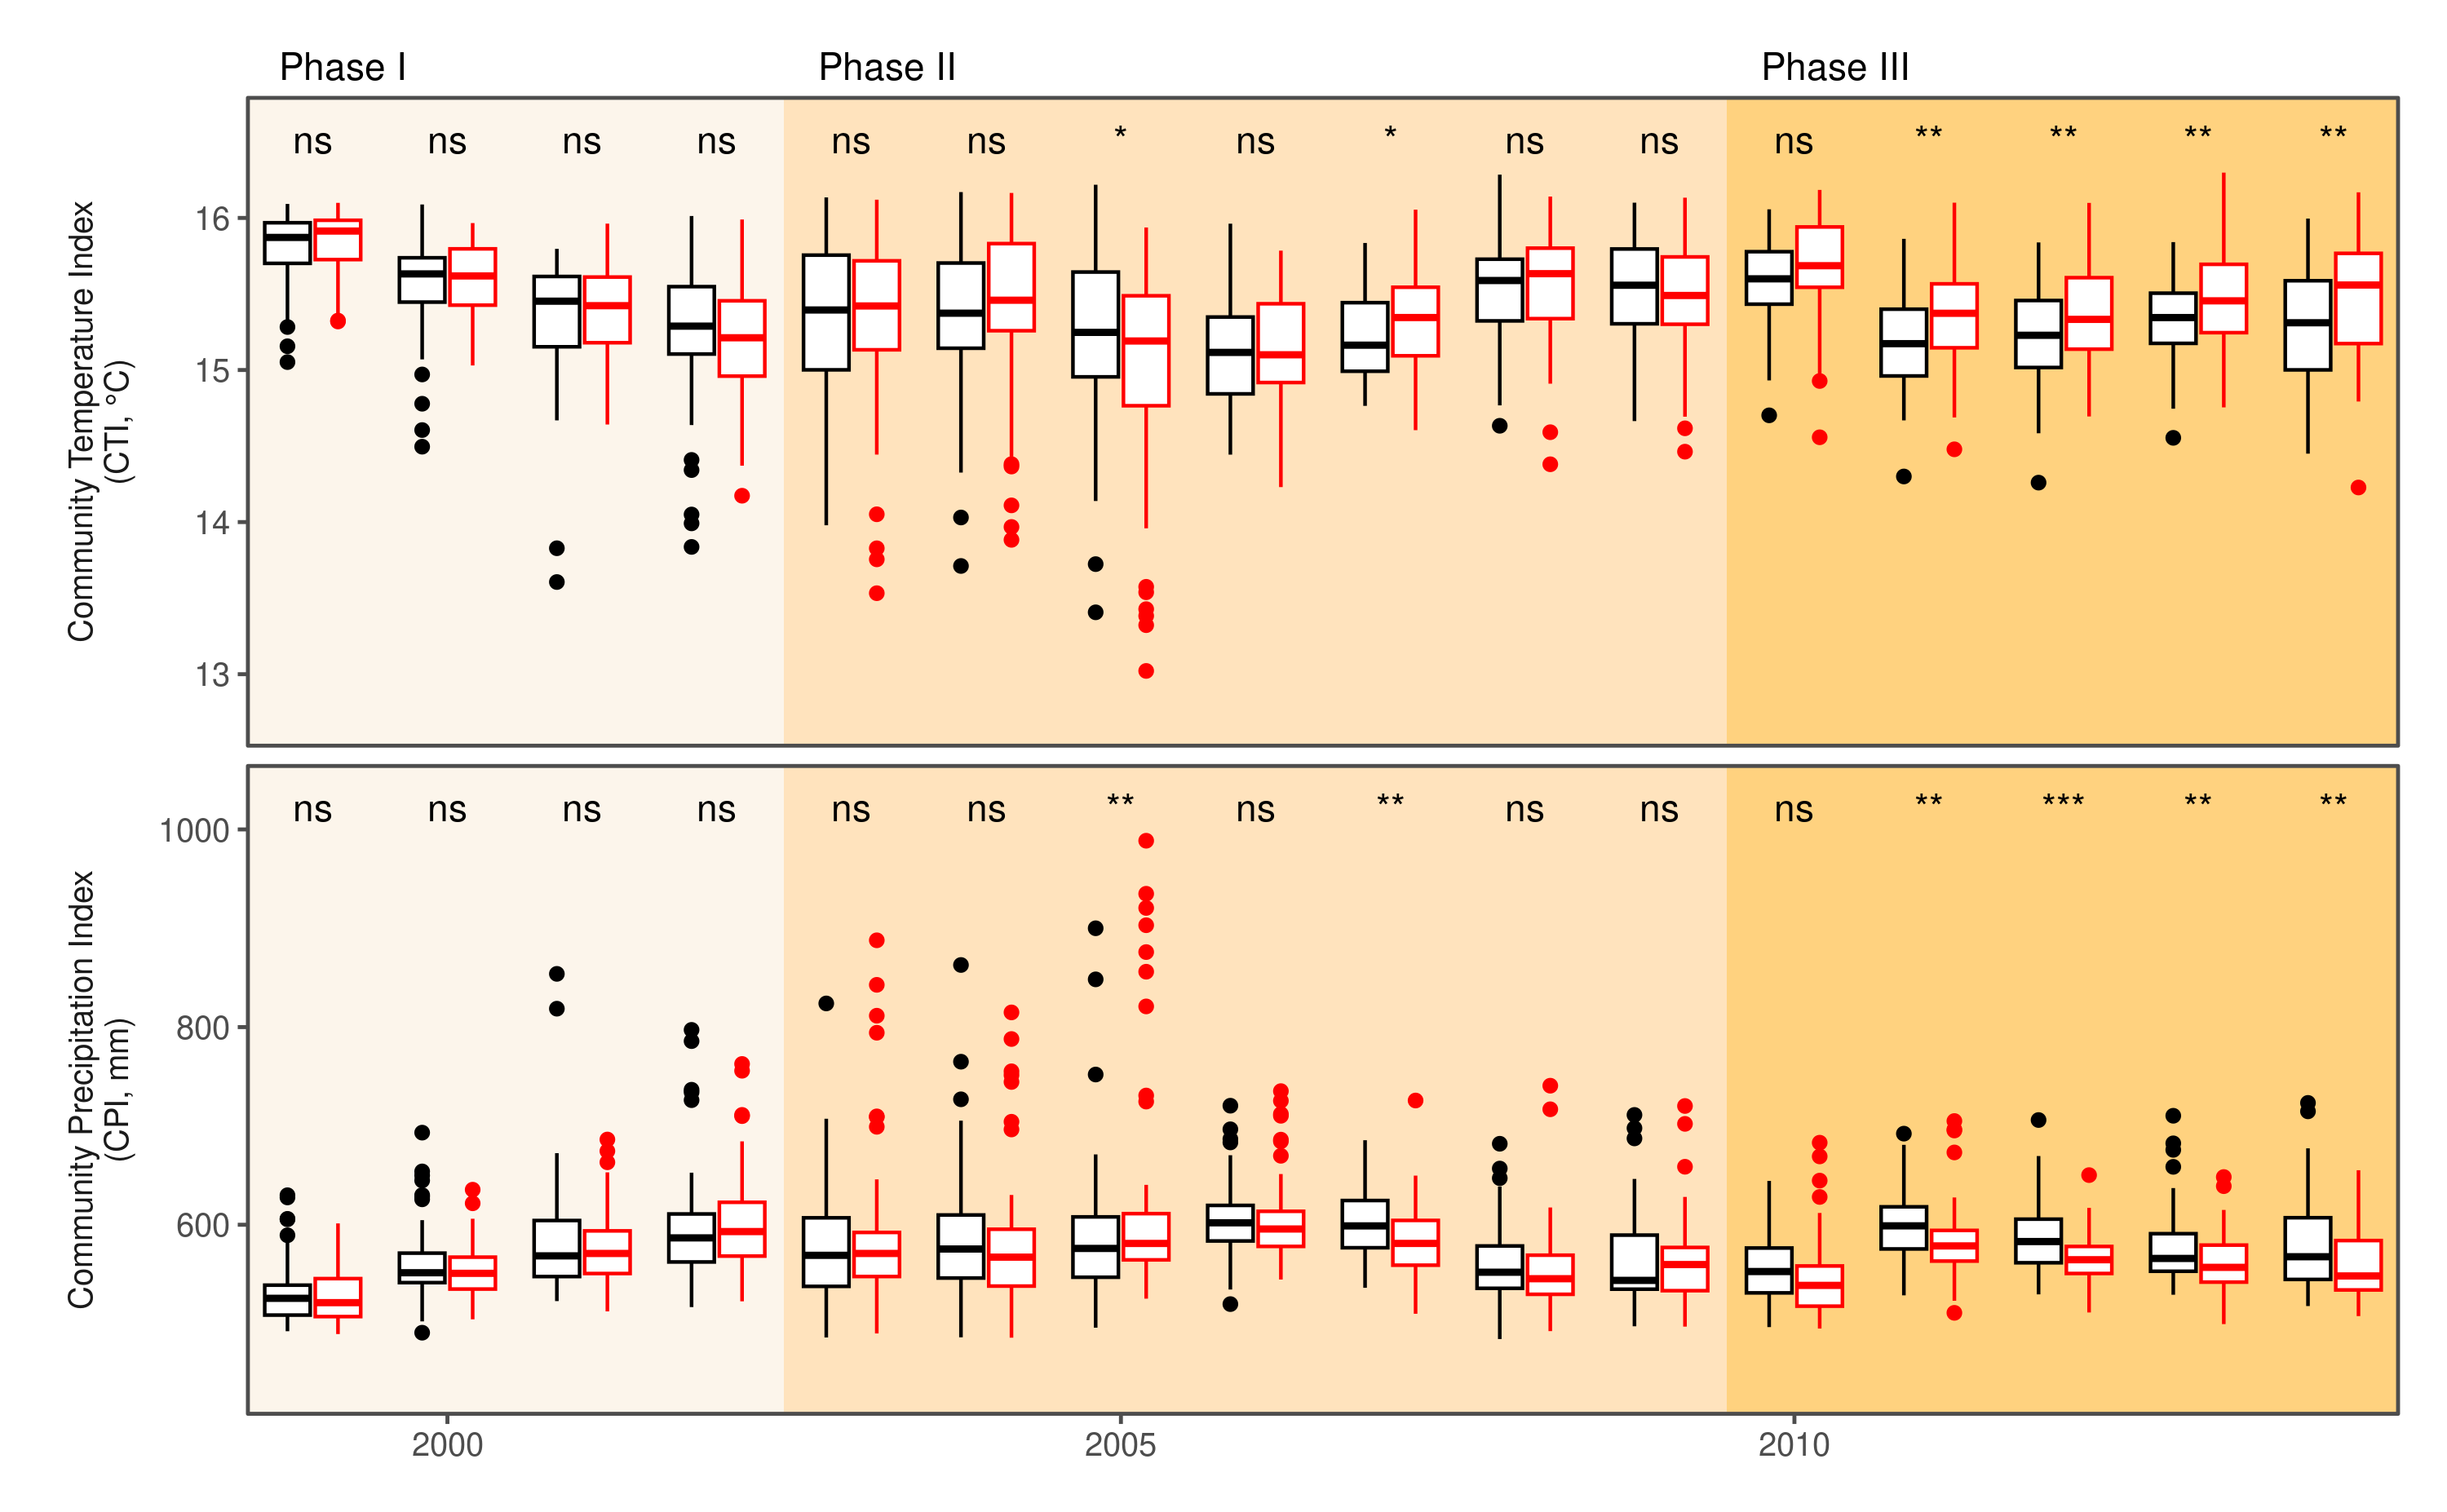 Phase I Phase II Phase III
ns ns ns ns ns ns * ns * ns ns ns ** ** ** **
Community Temperature Index
(CTI, °C)
16
15
14
13
ns ns ns ns ns ns ** ns ** ns ns ns ** *** ** **
Community Precipitation Index
(CPI, mm)
1000
800
600
2000 2005 2010